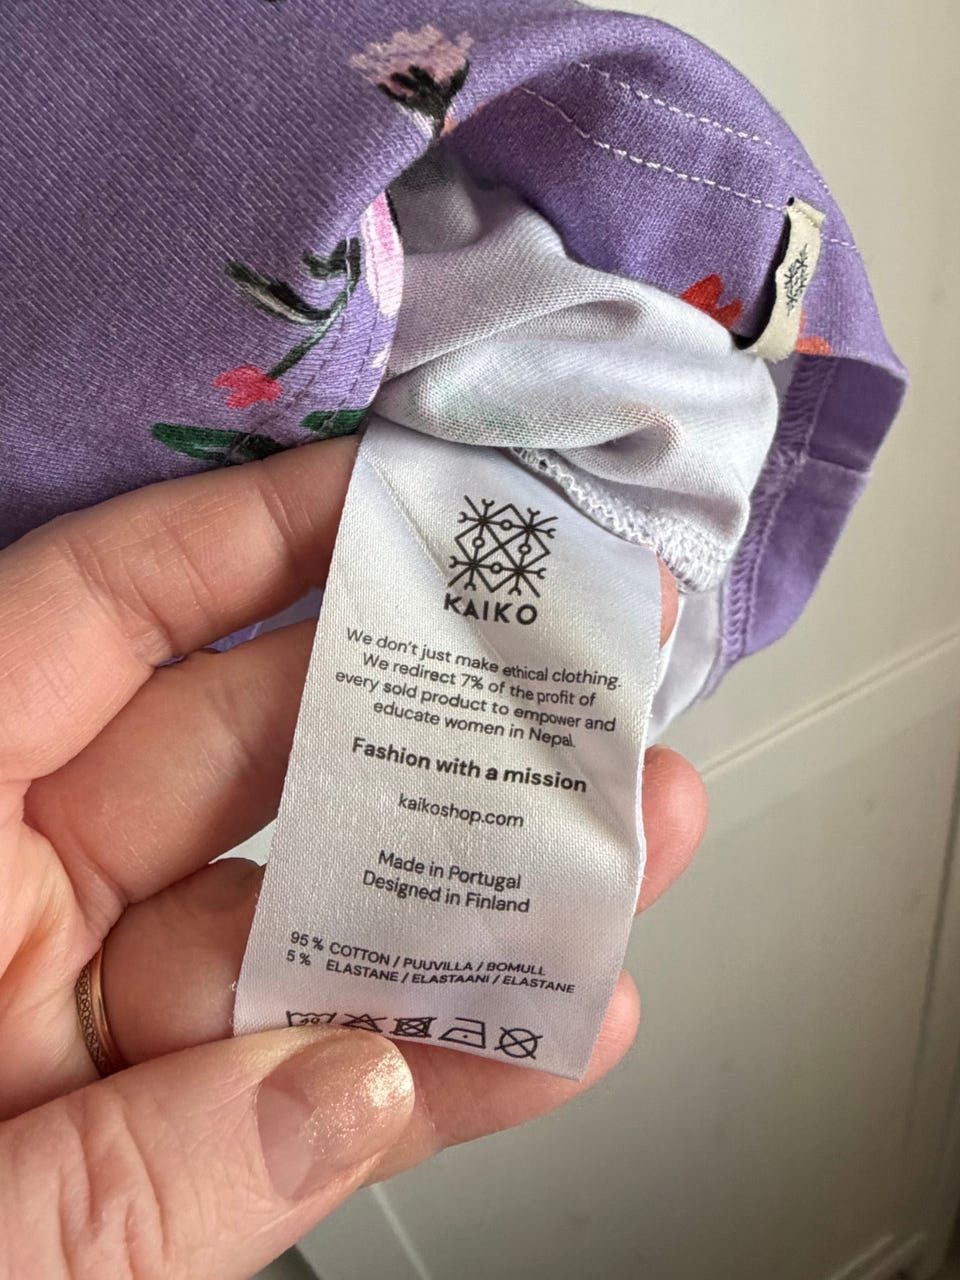 KAIKO
We don't just make ethical clothing.
We redirect 7% of the profit of
every sold product to empower and
educate women in Nepal.
Fashion with a mission
kaikoshop.com
Made in Portugal
Designed in Finland
95 % COTTON / PUUVILLA / BOMULL
5 % ELASTANE / ELASTAANI / ELASTANE